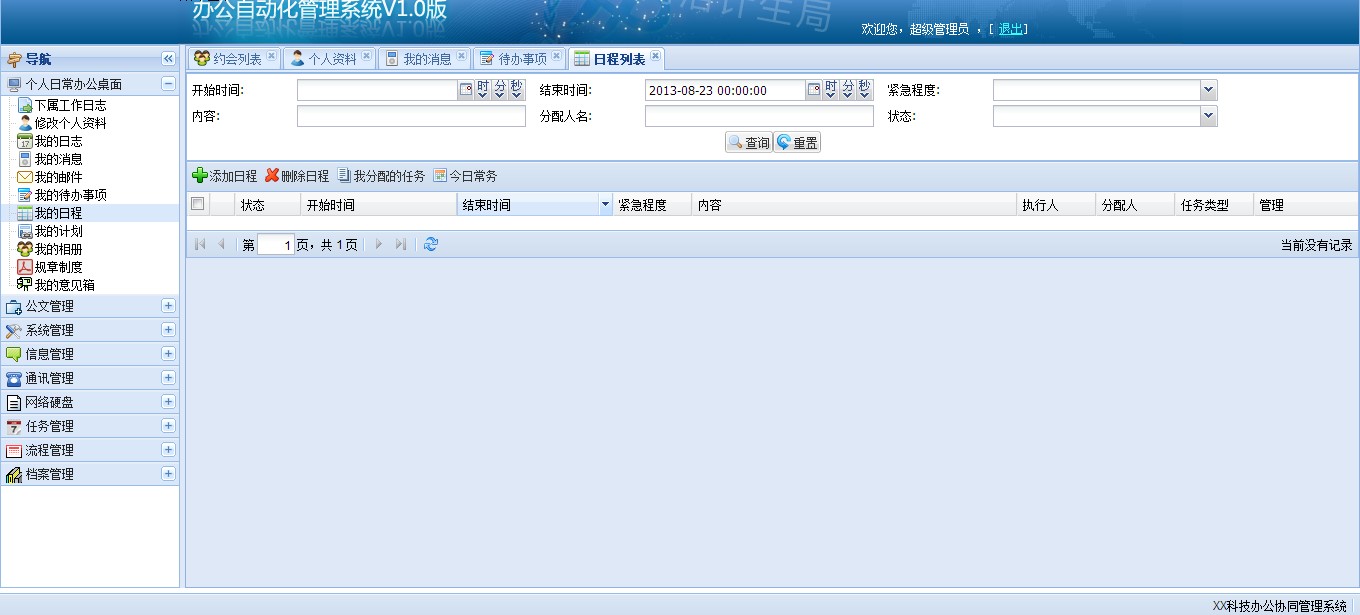 办公自动化管理系统V1.0版
欢迎您，超级管理员 ， [ 退出]
导航
个人日常办公桌面
下属工作日志
修改个人资料
我的日志
我的消息
我的邮件
我的待办事项
我的日程
我的计划
我的相册
规章制度
我的意见箱
公文管理
系统管理
信息管理
通讯管理
网络硬盘
任务管理
流程管理
档案管理
约会列表 个人资料 我的消息 待办事项 日程列表
开始时间: 时 分 秒 结束时间: 2013-08-23 00:00:00 时 分 秒 紧急程度:
内容: 分配人名: 状态:
查询 重置
添加日程 删除日程 我分配的任务 今日常务
状态 开始时间 结束时间 紧急程度 内容 执行人 分配人 任务类型 管理
第 1 页，共 1 页 当前没有记录
XX科技办公协同管理系统